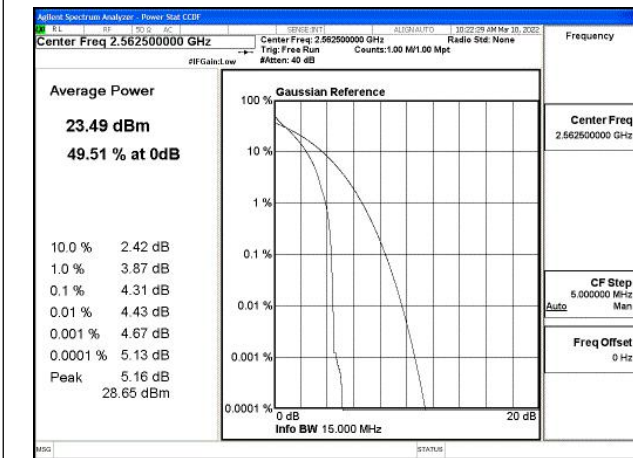 Agilent Spectrum Analyzer - Power Stat CCDF
RL RF 50 Ω AC SENSE:INT ALIGN AUTO 10:22:29 AM Mar 10, 2022
Center Freq 2.562500000 GHz
Center Freq: 2.562500000 GHz Radio Std: None
Trig: Free Run Counts:1.00 M/1.00 Mpt
#IFGain:Low #Atten: 40 dB
Frequency
Average Power
23.49 dBm
49.51 % at 0dB
10.0 % 2.42 dB
1.0 % 3.87 dB
0.1 % 4.31 dB
0.01 % 4.43 dB
0.001 % 4.67 dB
0.0001 % 5.13 dB
Peak 5.16 dB
28.65 dBm
Gaussian Reference
100 %
10 %
1 %
0.1 %
0.01 %
0.001 %
0.0001 %
0 dB 20 dB
Info BW 15.000 MHz
Center Freq
2.562500000 GHz
CF Step
5.000000 MHz
Auto Man
Freq Offset
0 Hz
MSG STATUS